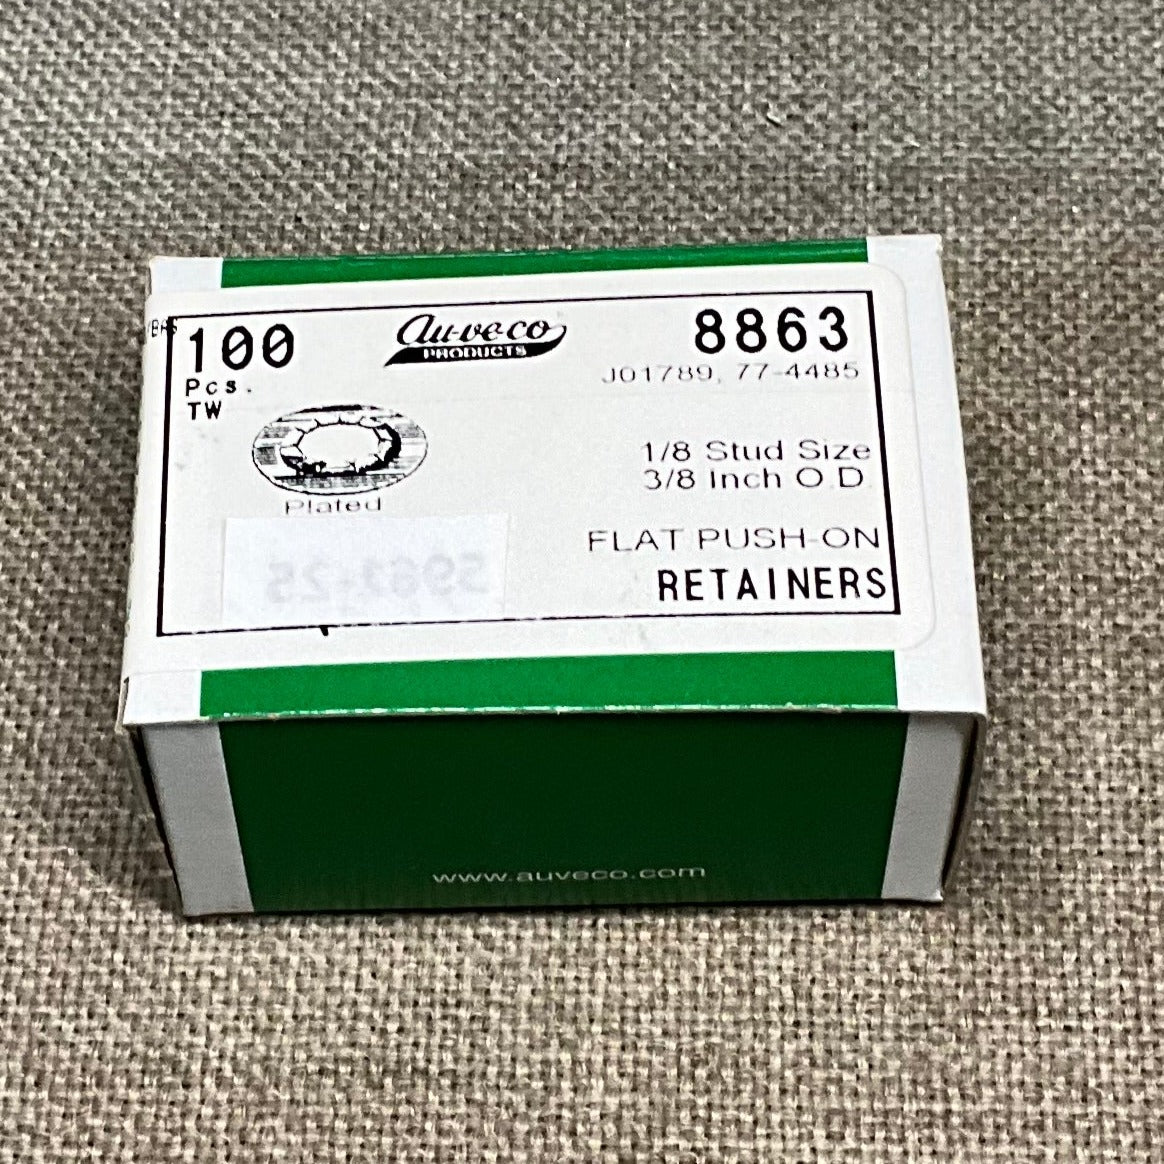 100
Pcs.
TW
Au-ve-co
PRODUCTS
8863
J01789, 77-4485
Plated
1/8 Stud Size
3/8 Inch O.D.
FLAT PUSH-ON
RETAINERS
www.auveco.com